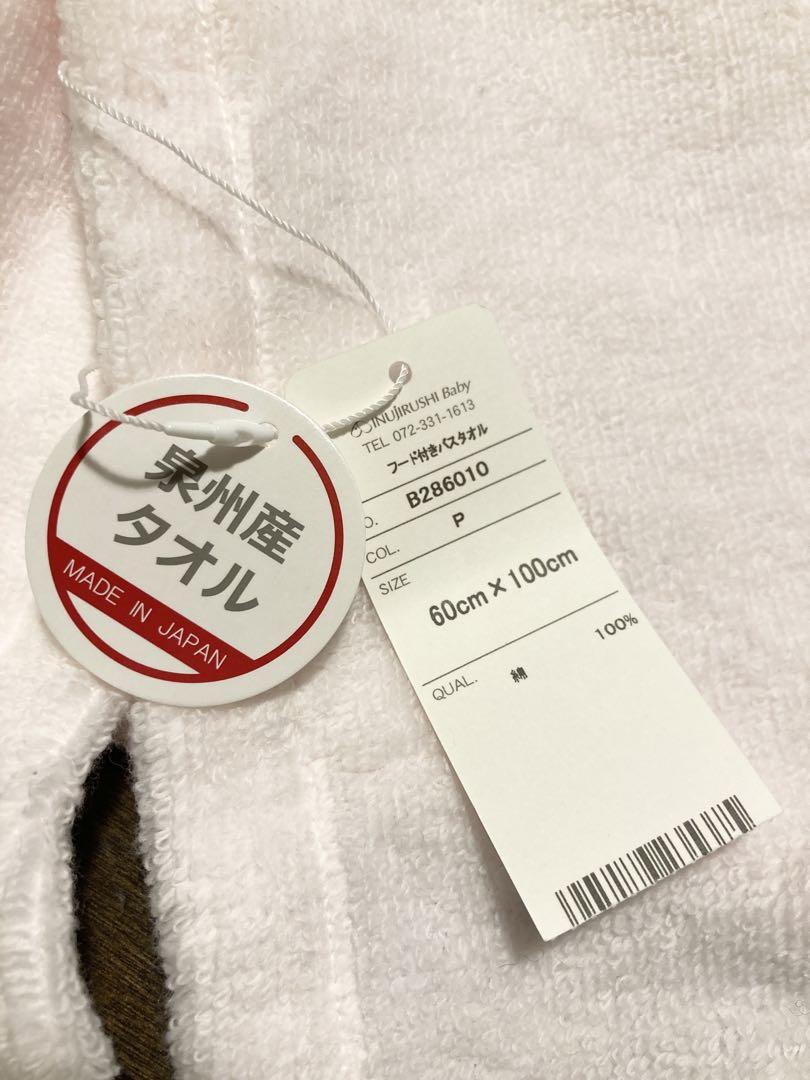 泉州産
タオル
MADE IN JAPAN
INUJIRUSHI Baby
TEL 072-331-1613
フード付きバスタオル
O. B286010
COL. P
SIZE
60cm×100cm
QUAL. 綿 100%